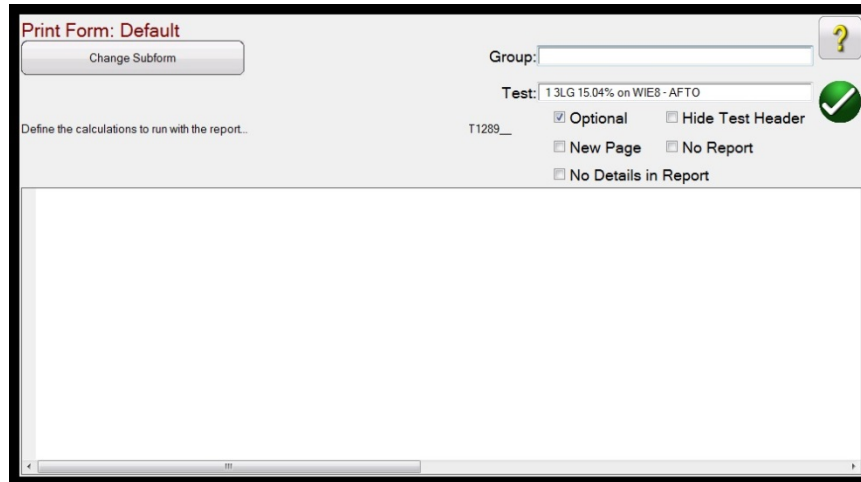 Print Form: Default
Change Subform
Group:
Test: 1 3LG 15.04% on WIE8 - AFTO
Define the calculations to run with the report...
T1289__
Optional Hide Test Header
New Page No Report
No Details in Report